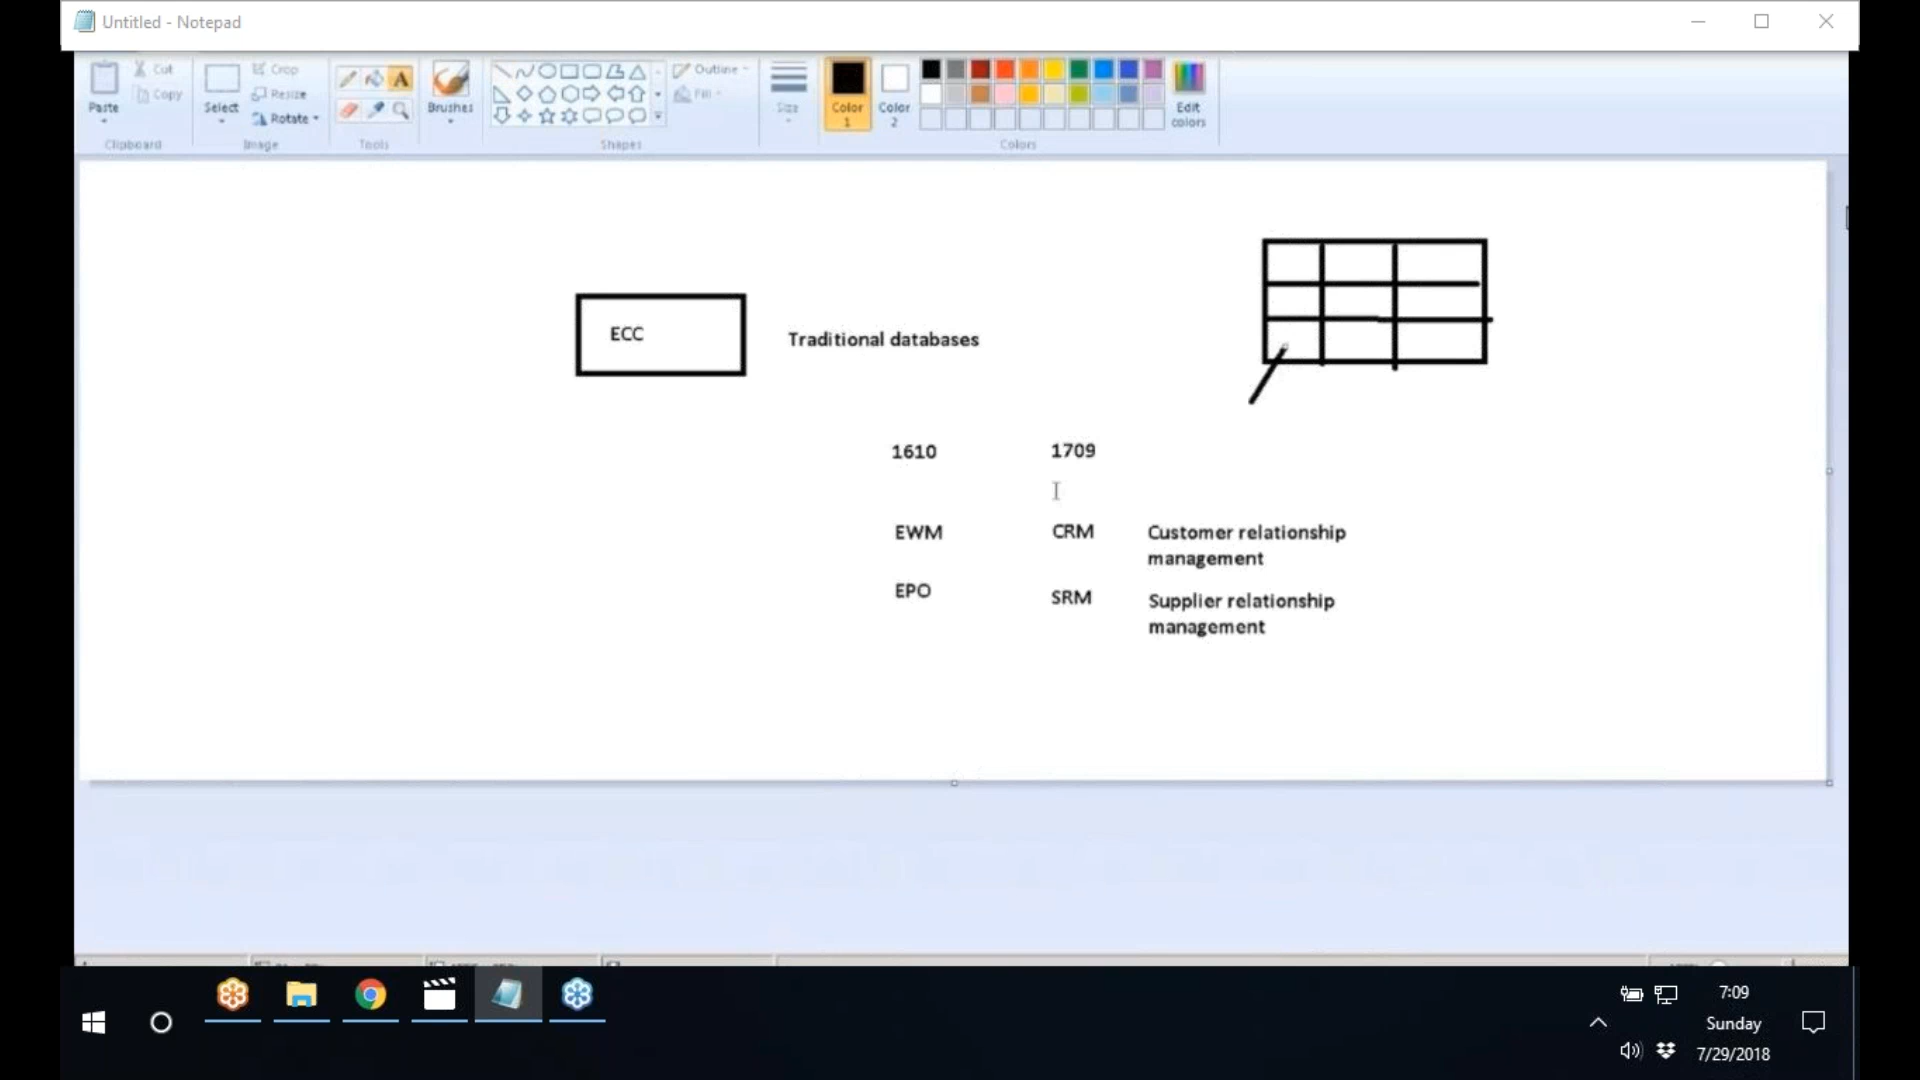 Untitled - Notepad
Paste
Cut
Copy
Clipboard
Select
Crop
Resize
Rotate
Image
A
Tools
Brushes
Shapes
Outline
Fill
Size
Color 1
Color 2
Edit colors
Colors
ECC
Traditional databases
1610 1709
EWM CRM Customer relationship
management
EPO SRM Supplier relationship
management
7:09
Sunday
7/29/2018